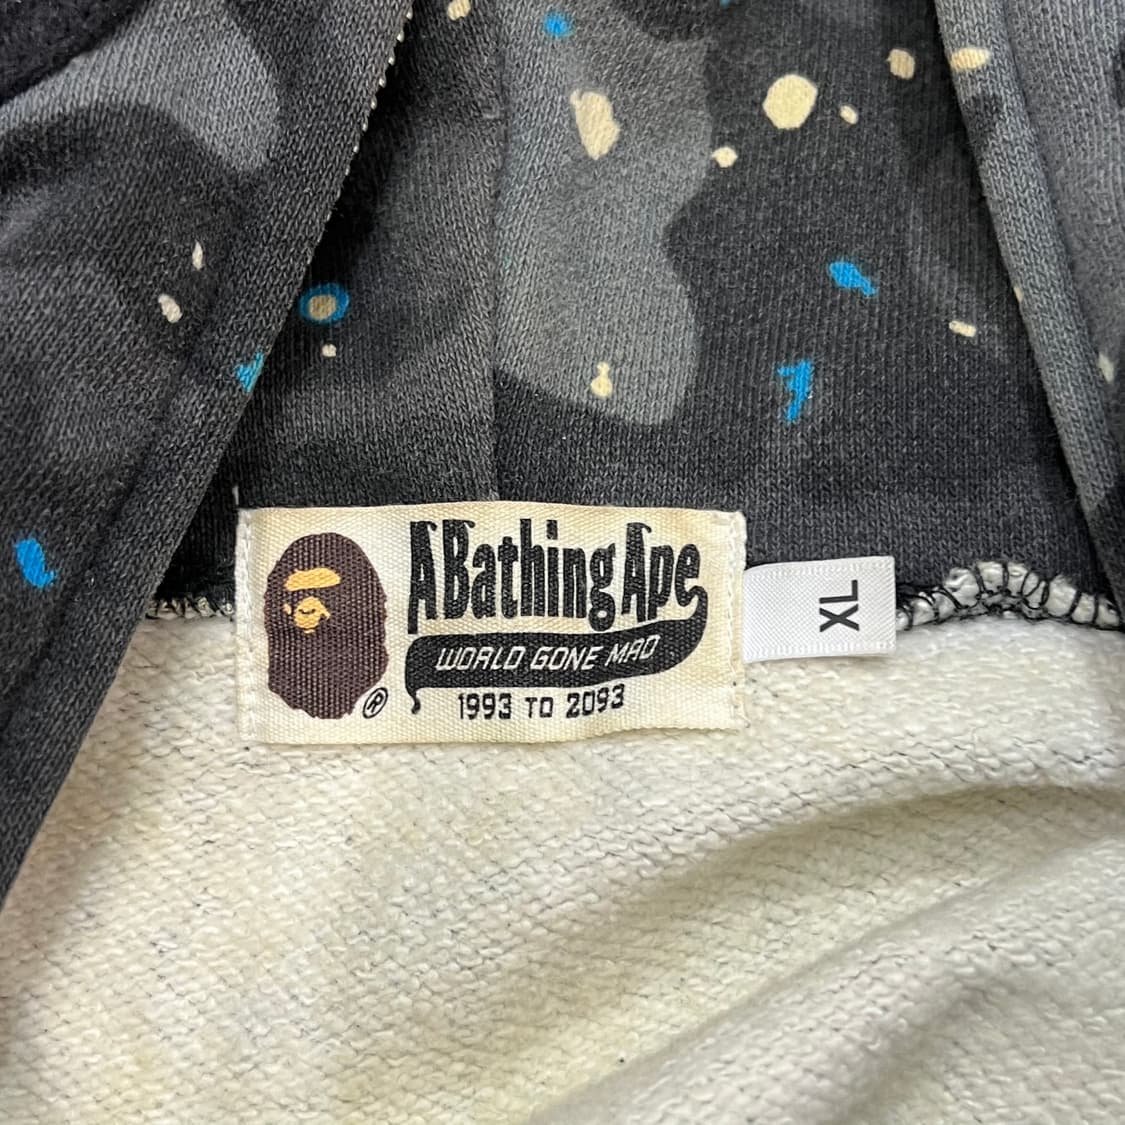 A Bathing Ape
WORLD GONE MAD
1993 TO 2093
®
XL